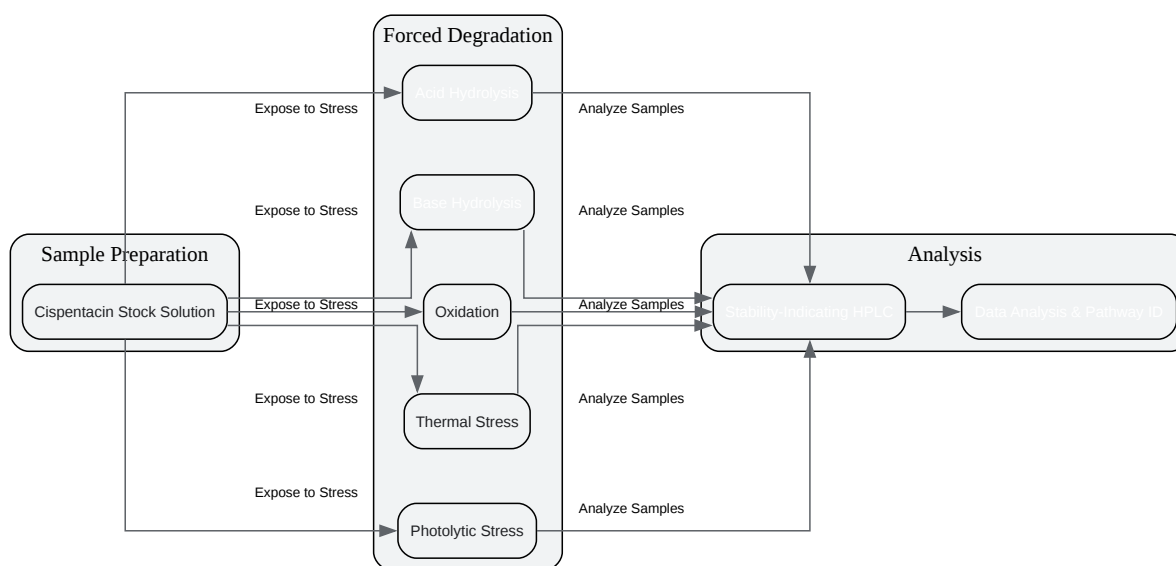 Forced Degradation
Acid Hydrolysis
Expose to Stress
Analyze Samples
Base Hydrolysis
Expose to Stress
Analyze Samples
Sample Preparation
Analysis
Cispentacin Stock Solution
Expose to Stress
Oxidation
Analyze Samples
Stability-Indicating HPLC
Data Analysis & Pathway ID
Expose to Stress
Analyze Samples
Thermal Stress
Expose to Stress
Analyze Samples
Photolytic Stress